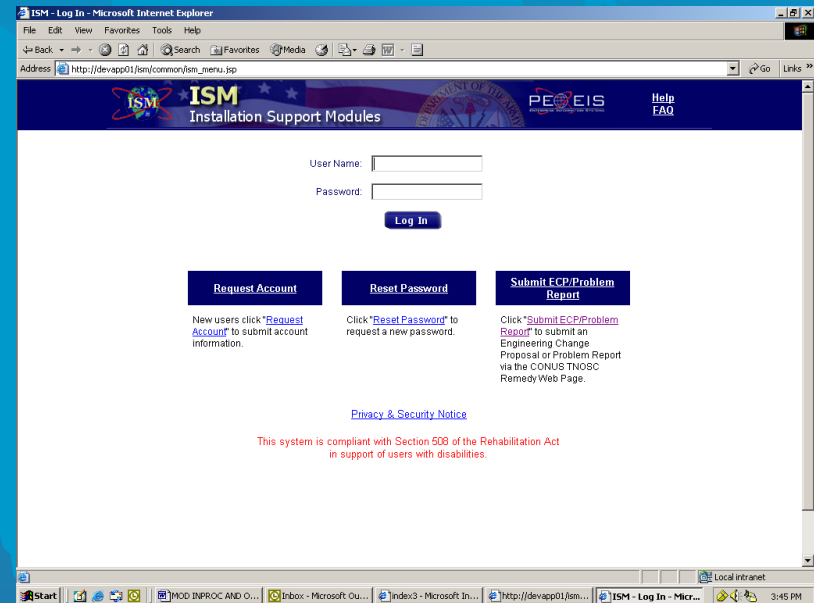 ISM - Log In - Microsoft Internet Explorer
File Edit View Favorites Tools Help
Back Search Favorites Media
Address http://devapp01/ism/common/ism_menu.jsp Go Links »
ISM
ISM
Installation Support Modules
DEPARTMENT OF THE ARMY
PEO EIS
Help
FAQ
User Name:
Password:
Log In
Request Account
Reset Password
Submit ECP/Problem
Report
New users click "Request
Account" to submit account
information.
Click "Reset Password" to
request a new password.
Click "Submit ECP/Problem
Report" to submit an
Engineering Change
Proposal or Problem Report
via the CONUS TNOSC
Remedy Web Page.
Privacy & Security Notice
This system is compliant with Section 508 of the Rehabilitation Act
in support of users with disabilities.
Local intranet
Start MOD INPROC AND O... Inbox - Microsoft Ou... index3 - Microsoft In... http://devapp01/ism... ISM - Log In - Micr... 3:45 PM